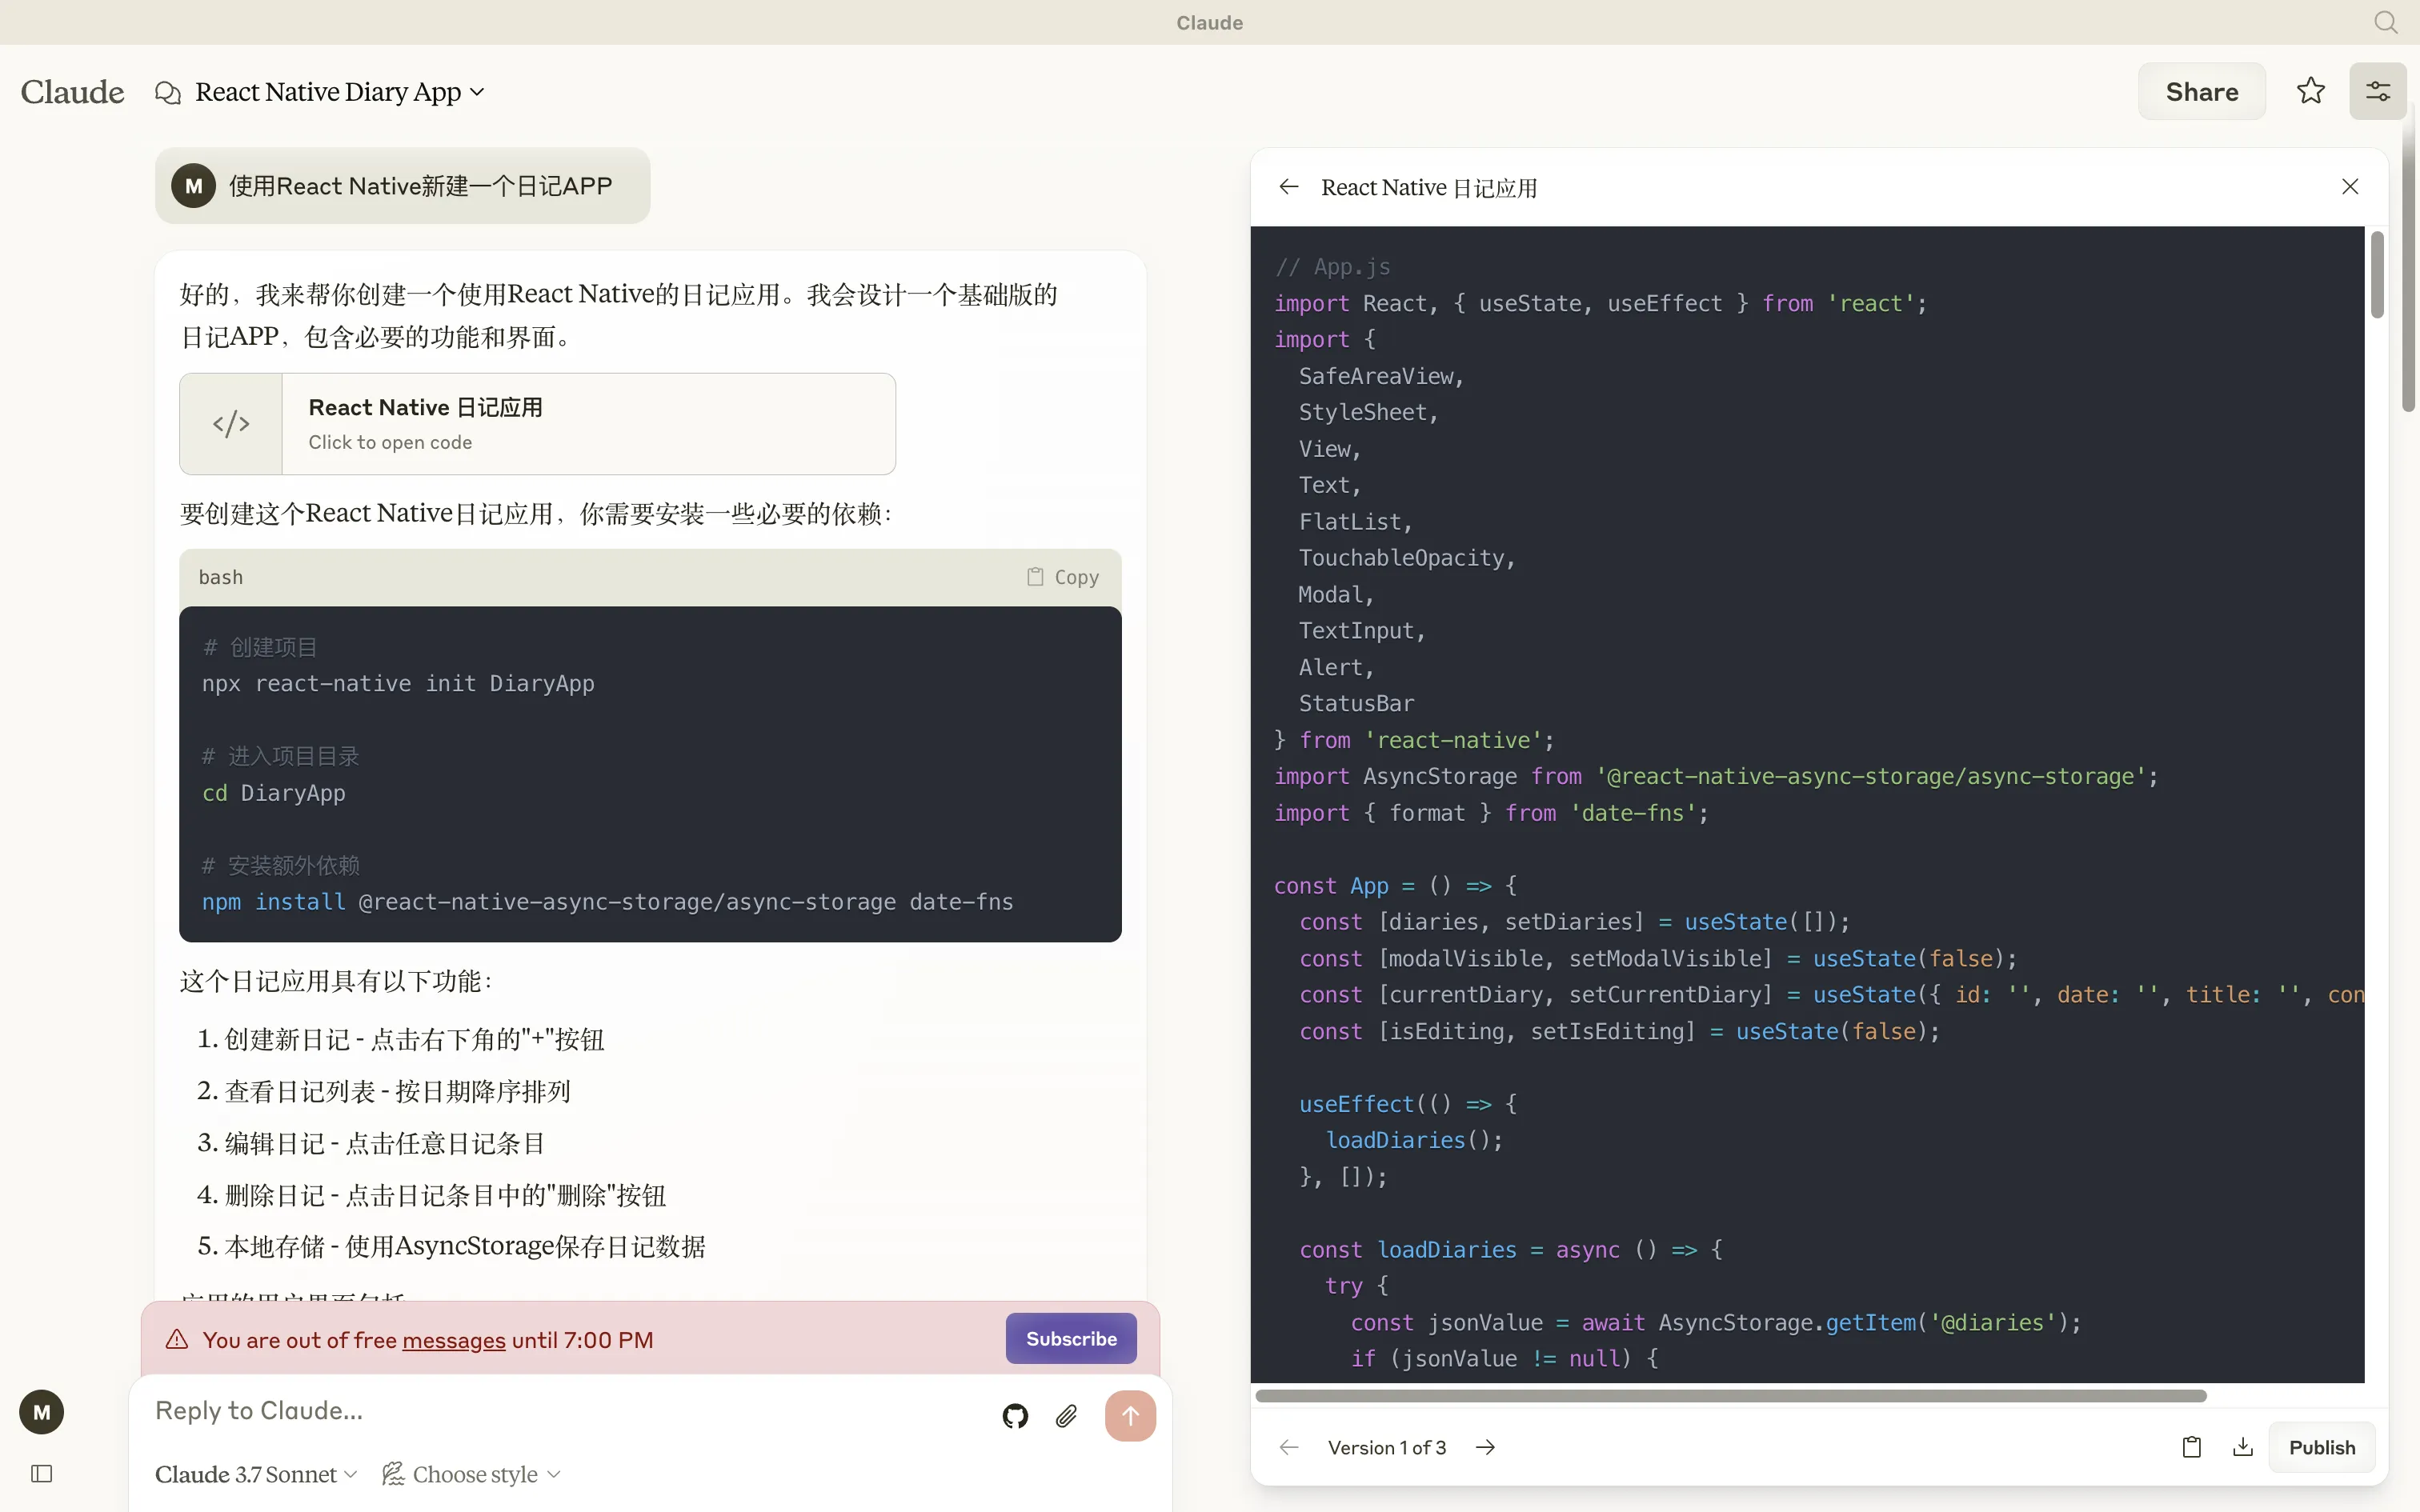 Claude
Claude
React Native Diary App
Share
M
使用React Native新建一个日记APP
好的，我来帮你创建一个使用React Native的日记应用。我会设计一个基础版的
日记APP，包含必要的功能和界面。
</>
React Native 日记应用
Click to open code
要创建这个React Native日记应用，你需要安装一些必要的依赖：
bash
Copy
# 创建项目
npx react-native init DiaryApp
# 进入项目目录
cd DiaryApp
# 安装额外依赖
npm install @react-native-async-storage/async-storage date-fns
这个日记应用具有以下功能：
1. 创建新日记 - 点击右下角的"+"按钮
2. 查看日记列表 - 按日期降序排列
3. 编辑日记 - 点击任意日记条目
4. 删除日记 - 点击日记条目中的"删除"按钮
5. 本地存储 - 使用AsyncStorage保存日记数据
You are out of free messages until 7:00 PM
Subscribe
Reply to Claude...
Claude 3.7 Sonnet
Choose style
M
React Native 日记应用
// App.js
import React, { useState, useEffect } from 'react';
import {
  SafeAreaView,
  StyleSheet,
  View,
  Text,
  FlatList,
  TouchableOpacity,
  Modal,
  TextInput,
  Alert,
  StatusBar
} from 'react-native';
import AsyncStorage from '@react-native-async-storage/async-storage';
import { format } from 'date-fns';
const App = () => {
  const [diaries, setDiaries] = useState([]);
  const [modalVisible, setModalVisible] = useState(false);
  const [currentDiary, setCurrentDiary] = useState({ id: '', date: '', title: '', con
  const [isEditing, setIsEditing] = useState(false);
  useEffect(() => {
    loadDiaries();
  }, []);
  const loadDiaries = async () => {
    try {
      const jsonValue = await AsyncStorage.getItem('@diaries');
      if (jsonValue != null) {
Version 1 of 3
Publish